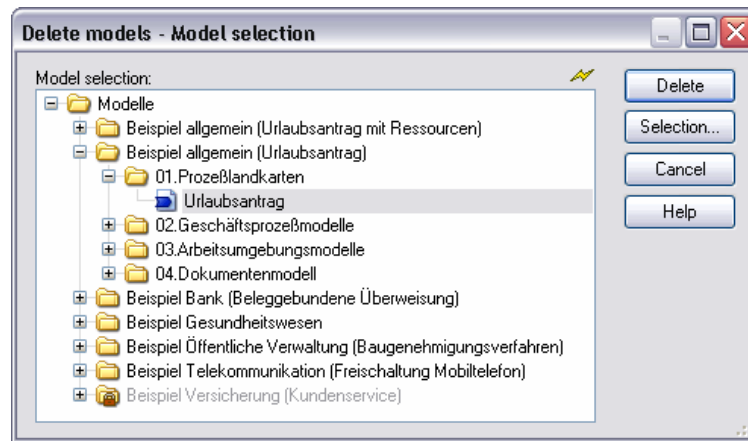 Delete models - Model selection
Model selection:
Modelle
Beispiel allgemein (Urlaubsantrag mit Ressourcen)
Beispiel allgemein (Urlaubsantrag)
01.Prozeßlandkarten
Urlaubsantrag
02.Geschäftsprozeßmodelle
03.Arbeitsumgebungsmodelle
04.Dokumentenmodell
Beispiel Bank (Beleggebundene Überweisung)
Beispiel Gesundheitswesen
Beispiel Öffentliche Verwaltung (Baugenehmigungsverfahren)
Beispiel Telekommunikation (Freischaltung Mobiltelefon)
Beispiel Versicherung (Kundenservice)
Delete
Selection...
Cancel
Help